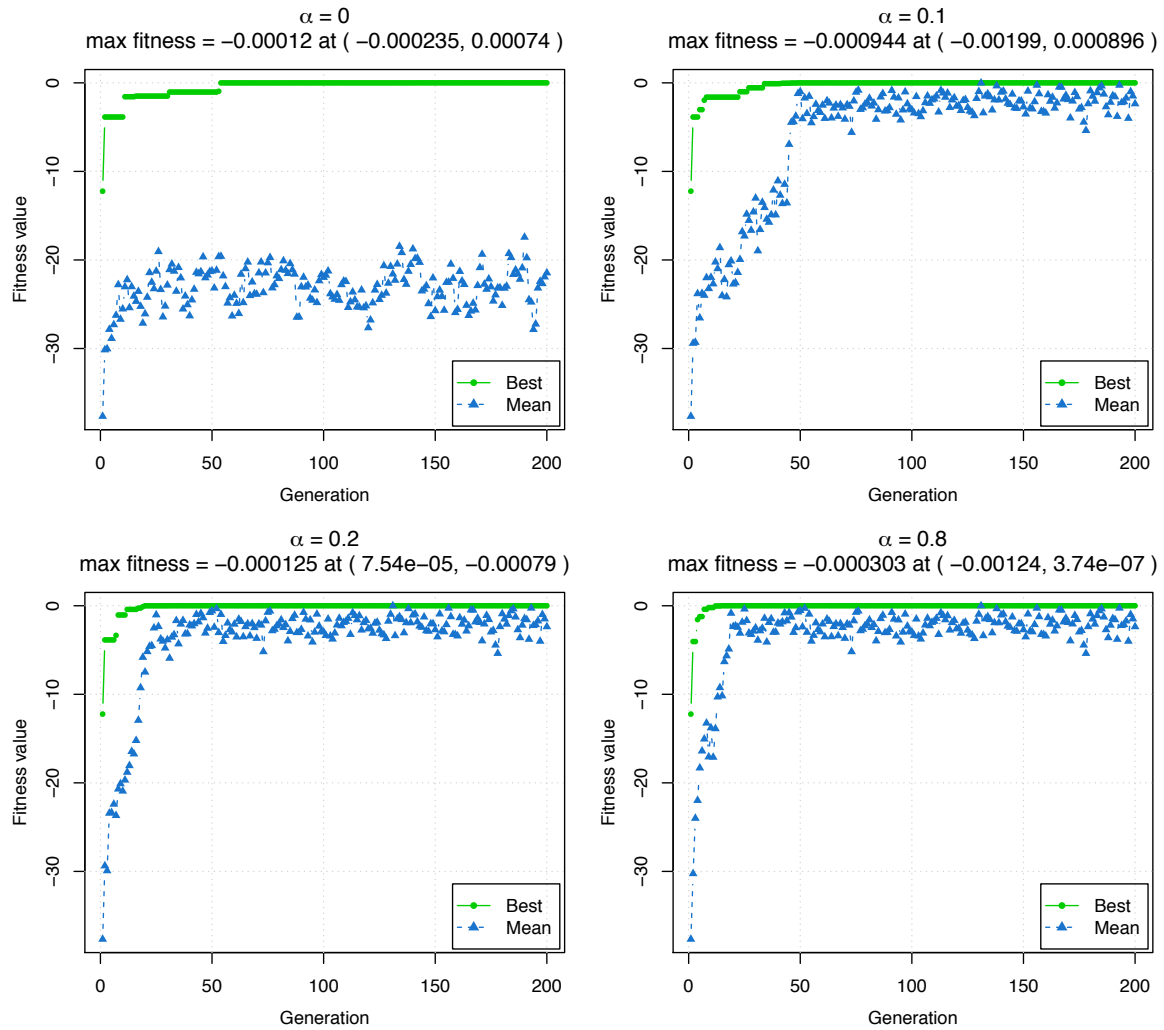 α = 0
max fitness = −0.00012 at ( −0.000235, 0.00074 )
0
−10
−20
−30
Fitness value
Best
Mean
0 50 100 150 200
Generation
α = 0.1
max fitness = −0.000944 at ( −0.00199, 0.000896 )
0
−10
−20
−30
Fitness value
Best
Mean
0 50 100 150 200
Generation
α = 0.2
max fitness = −0.000125 at ( 7.54e−05, −0.00079 )
0
−10
−20
−30
Fitness value
Best
Mean
0 50 100 150 200
Generation
α = 0.8
max fitness = −0.000303 at ( −0.00124, 3.74e−07 )
0
−10
−20
−30
Fitness value
Best
Mean
0 50 100 150 200
Generation